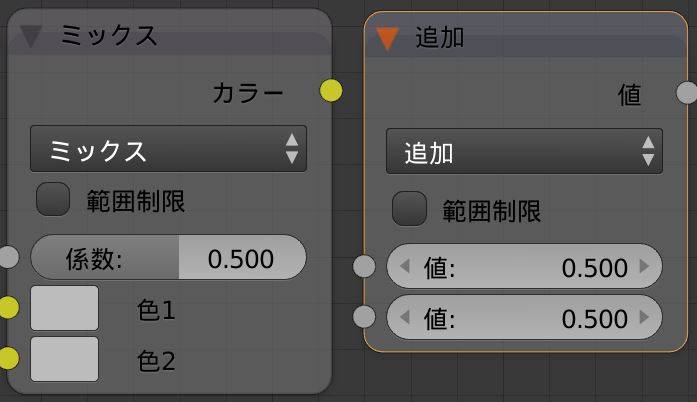 ミックス
カラー
ミックス
範囲制限
係数: 0.500
色1
色2
追加
値
追加
範囲制限
値: 0.500
値: 0.500